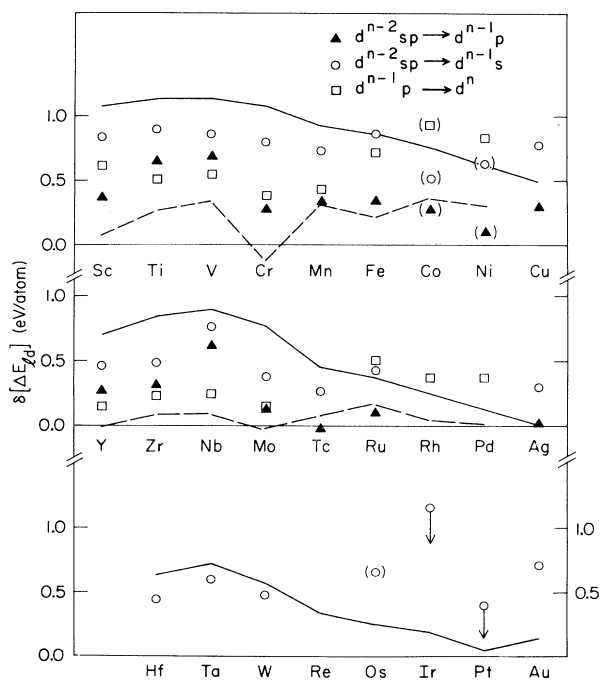 ▲ d^{n-2}sp → d^{n-1}p
○ d^{n-2}sp → d^{n-1}s
□ d^{n-1}p → d^n
δ[ΔE_{ℓd}] (eV/atom)
1.0
0.5
0.0
Sc Ti V Cr Mn Fe Co Ni Cu
1.0
0.5
0.0
Y Zr Nb Mo Tc Ru Rh Pd Ag
1.0 1.0
0.5 0.5
0.0
Hf Ta W Re Os Ir Pt Au